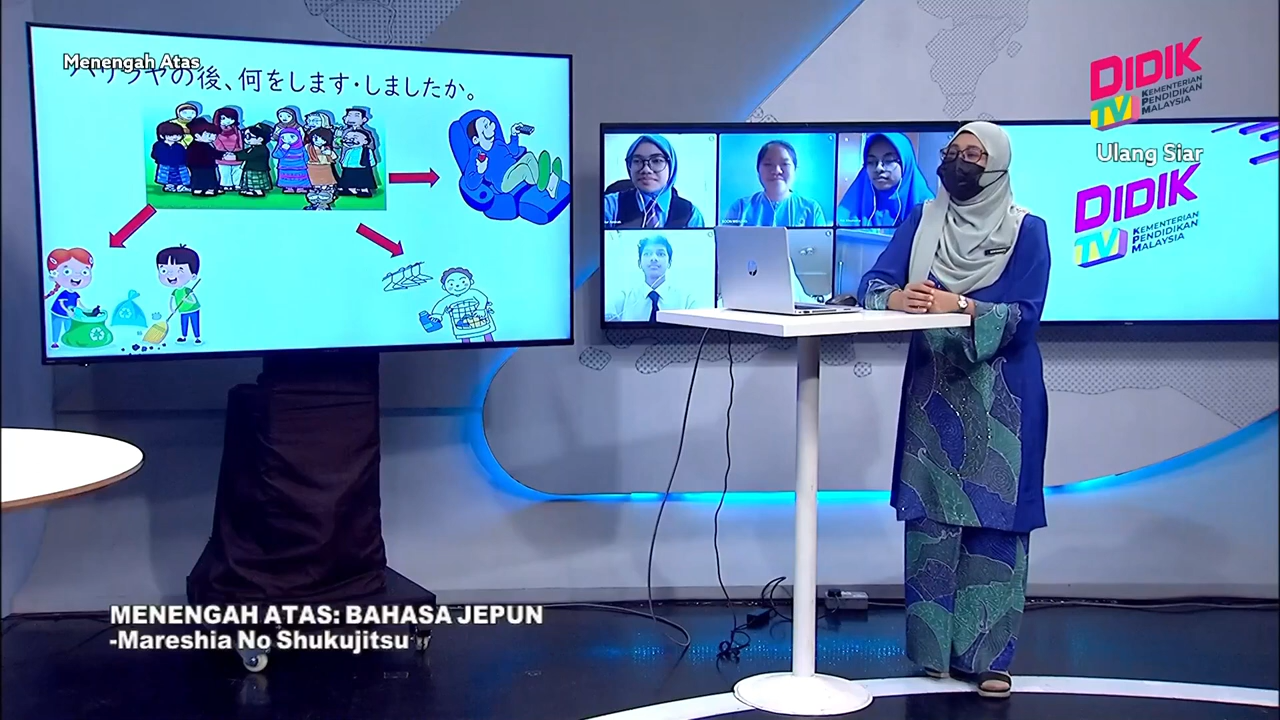 Menengah Atas
ハリラヤの後、何をします・しましたか。
DIDIK
TV
KEMENTERIAN
PENDIDIKAN
MALAYSIA
Ulang Siar
DIDIK
TV
KEMENTERIAN
PENDIDIKAN
MALAYSIA
hp
MENENGAH ATAS: BAHASA JEPUN
-Mareshia No Shukujitsu